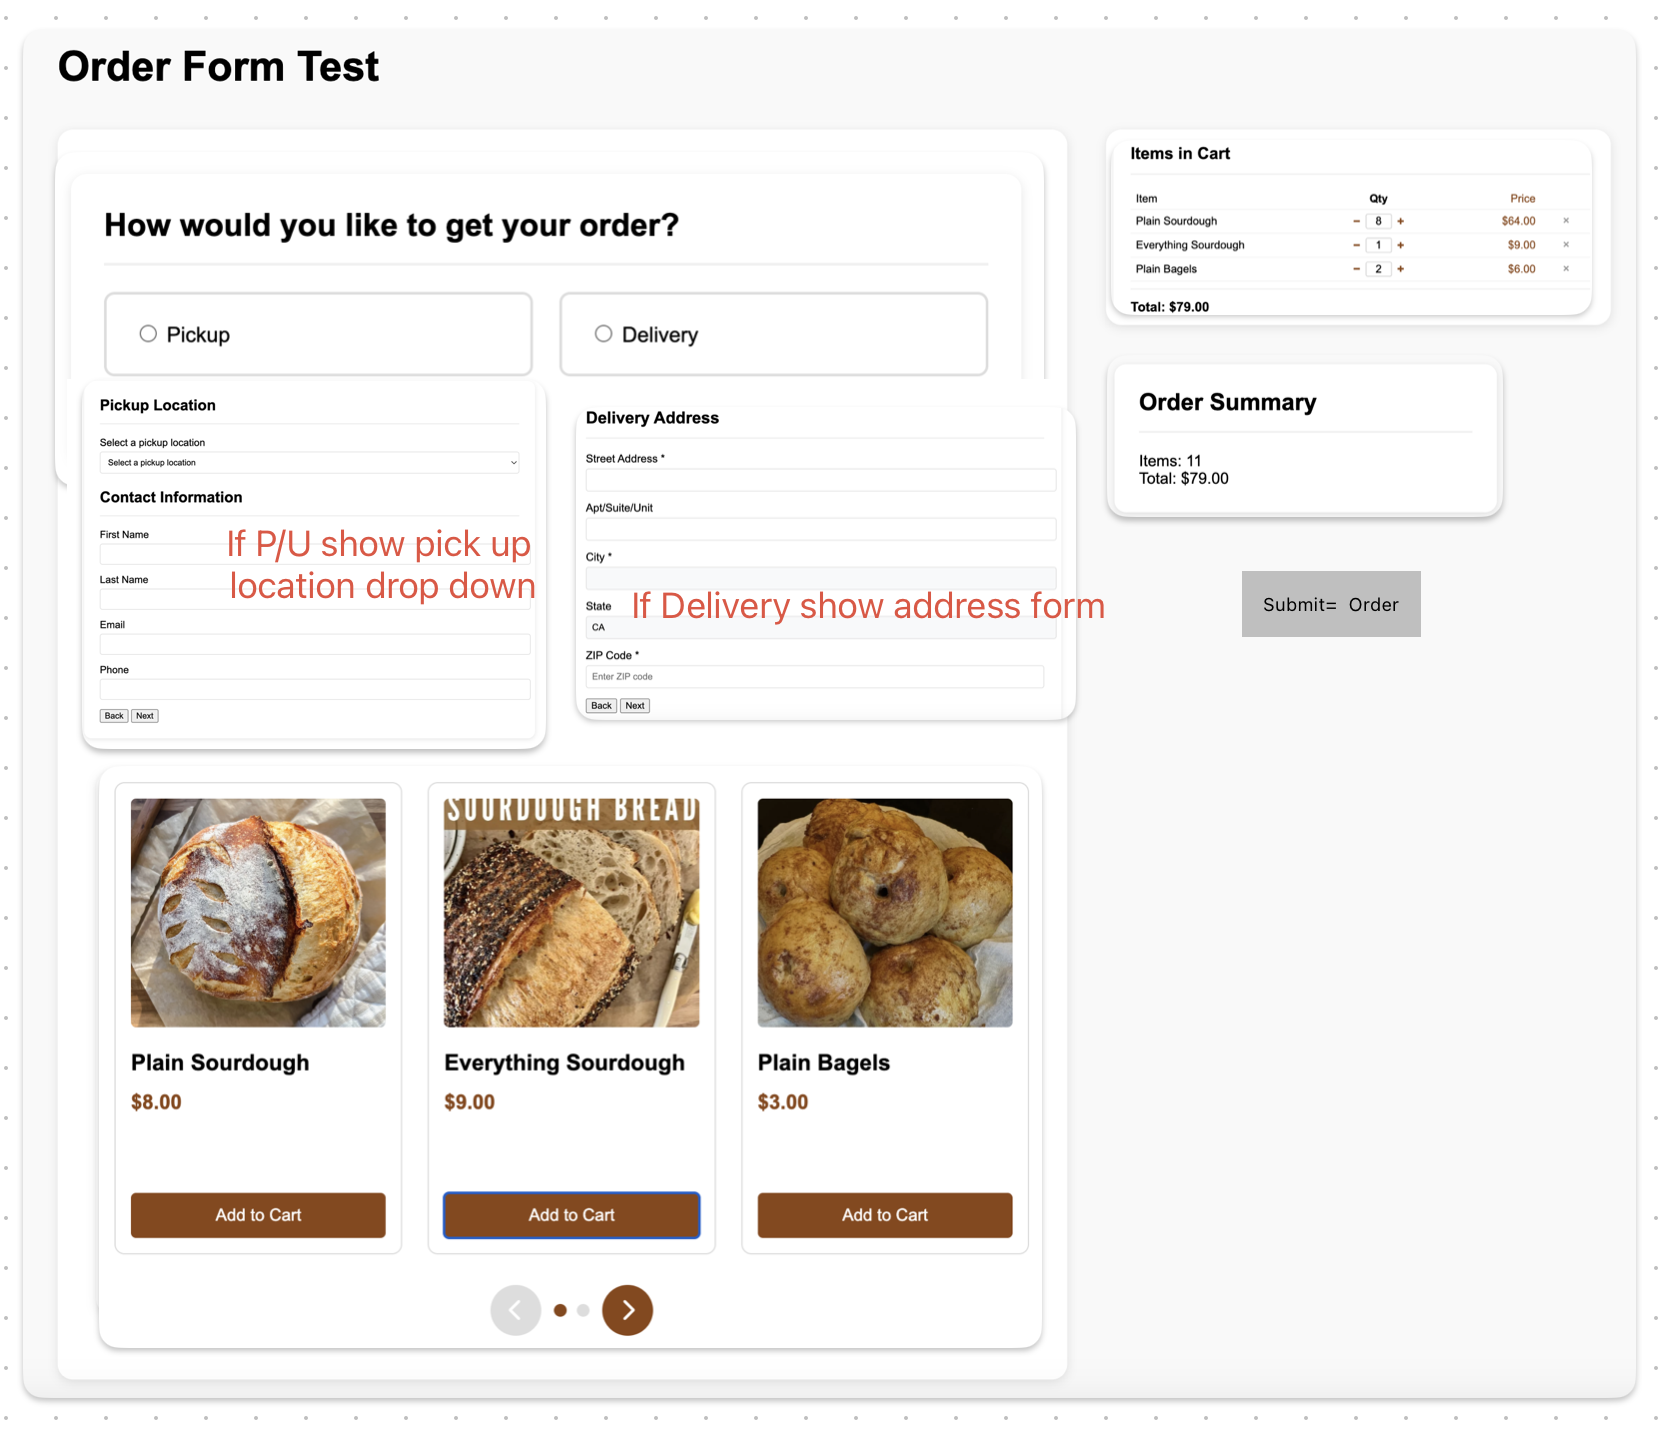 Order Form Test
How would you like to get your order?
Pickup
Delivery
Pickup Location
Select a pickup location
Select a pickup location
Contact Information
First Name
If P/U show pick up
location drop down
Last Name
Email
Phone
Back Next
Delivery Address
Street Address *
Apt/Suite/Unit
City *
State
If Delivery show address form
CA
ZIP Code *
Enter ZIP code
Back Next
SOURDOUGH BREAD
Plain Sourdough
$8.00
Add to Cart
Everything Sourdough
$9.00
Add to Cart
Plain Bagels
$3.00
Add to Cart
Items in Cart
Item Qty Price
Plain Sourdough − 8 + $64.00 ×
Everything Sourdough − 1 + $9.00 ×
Plain Bagels − 2 + $6.00 ×
Total: $79.00
Order Summary
Items: 11
Total: $79.00
Submit= Order